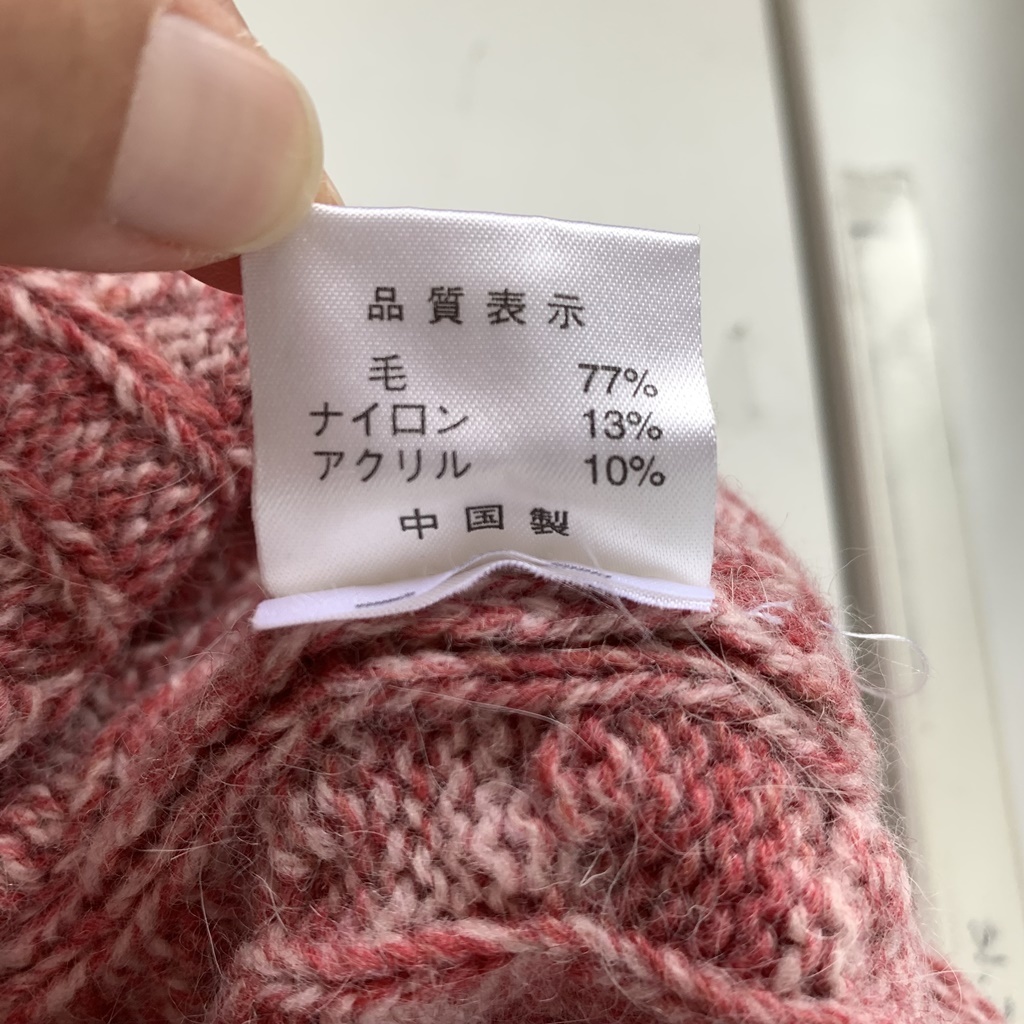 品質表示
毛 77%
ナイロン 13%
アクリル 10%
中国製